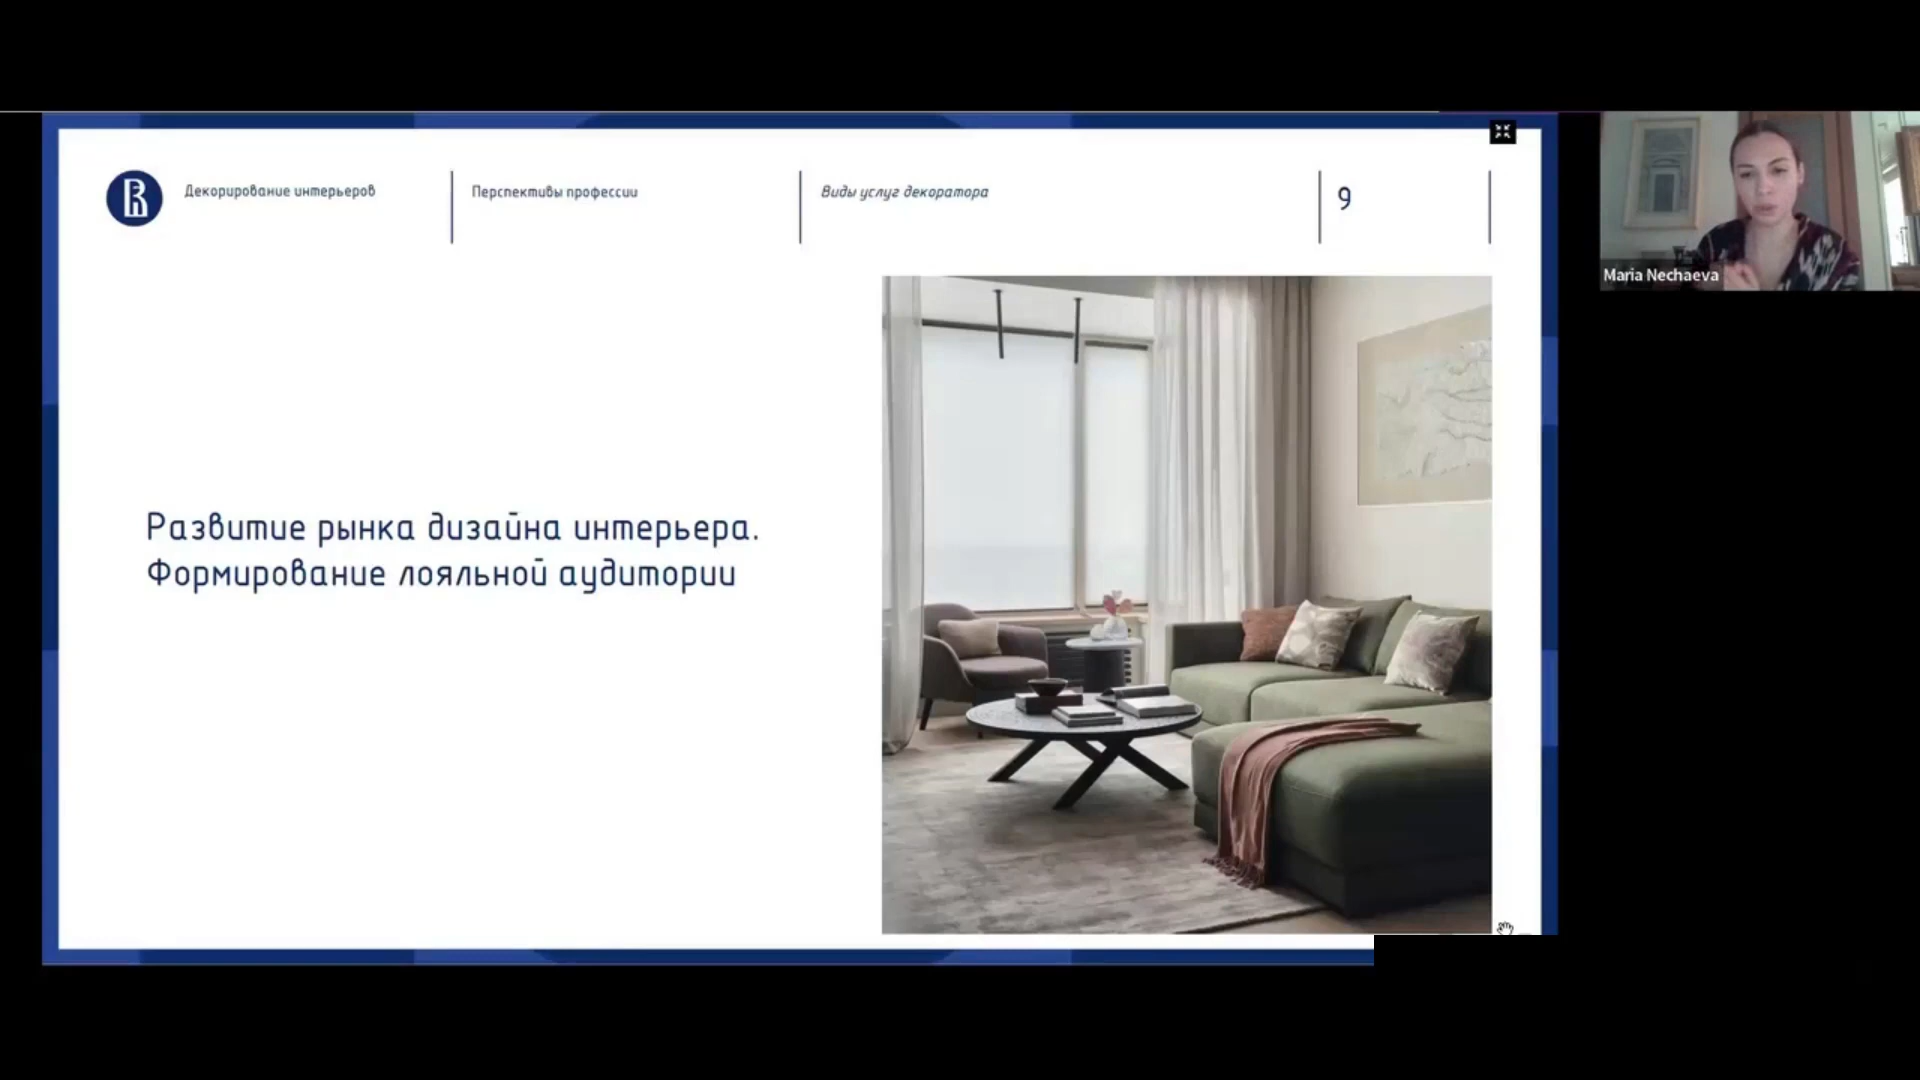 Декорирование интерьеров
Перспективы профессии
Виды услуг декоратора
9
Развитие рынка дизайна интерьера.
Формирование лояльной аудитории
Maria Nechaeva